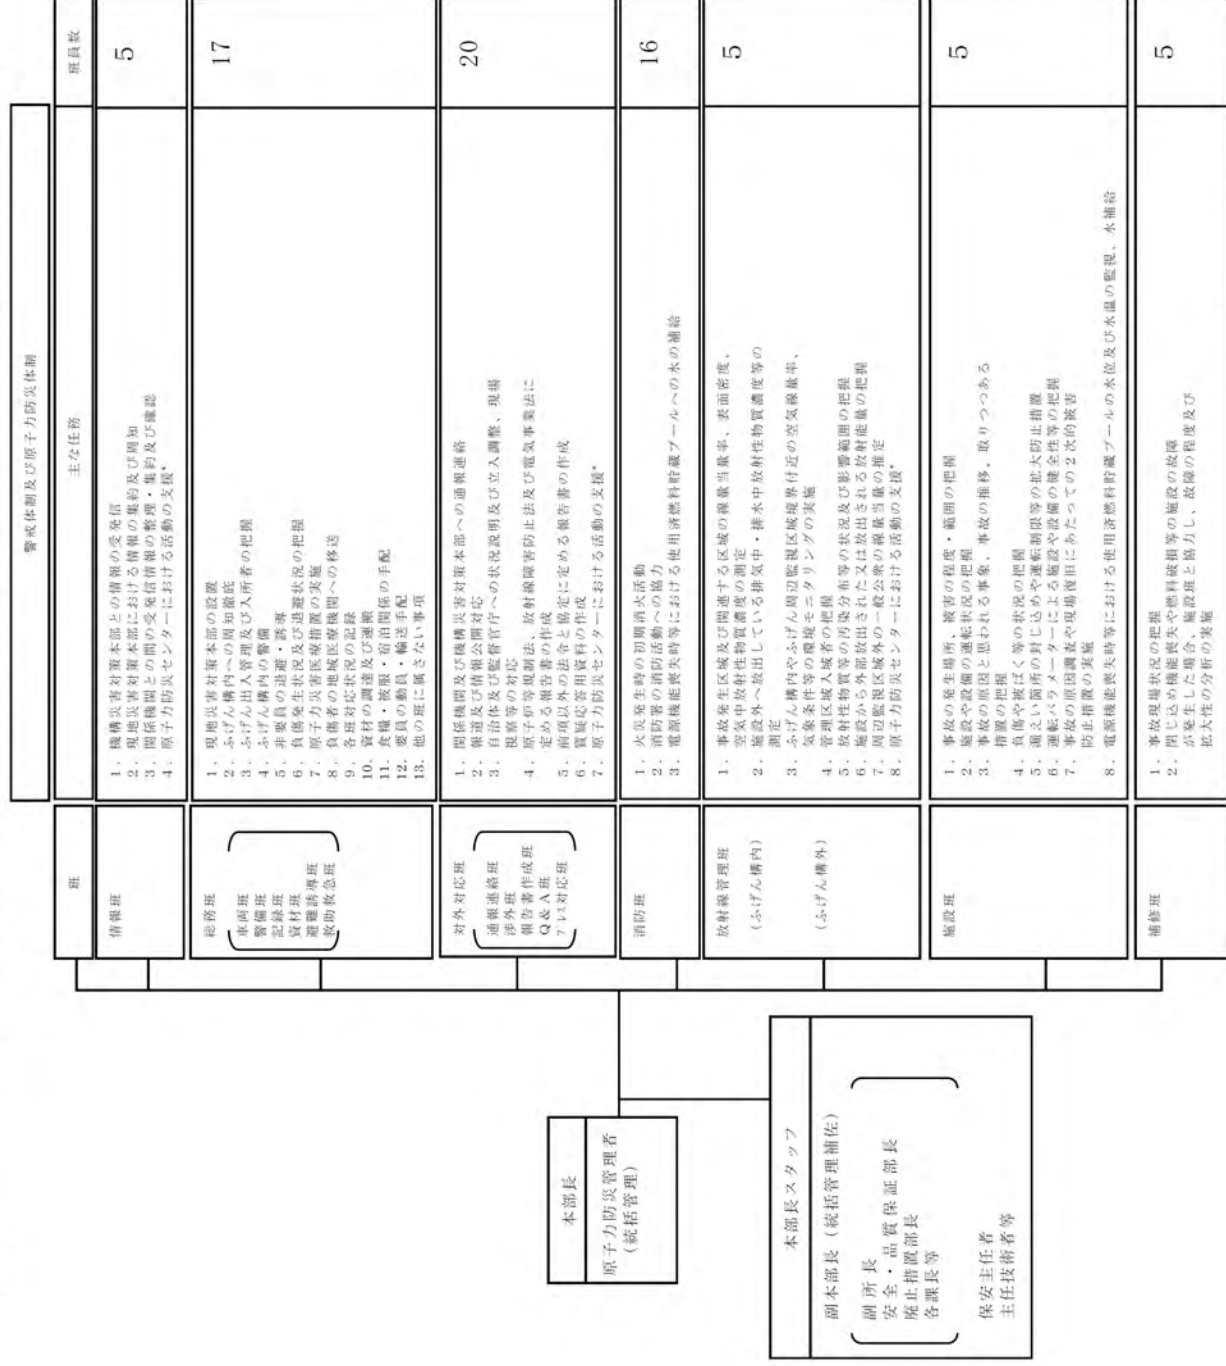 警戒体制及び原子力防災体制
班
主な任務
班員数
本部長
原子力防災管理者
(統括管理)
本部長スタッフ
副本部長(統括管理補佐)
副所長
安全・品質保証部長
廃止措置部長
各課長等
保安主任者
主任技術者等
情報班
1. 機構災害対策本部との情報の受発信
2. 現地災害対策本部における情報の集約及び周知
3. 関係機関との間の受発信情報の整理・集約及び確認
4. 原子力防災センターにおける活動の支援*
5
総務班
車両班
警備班
記録班
資材班
避難誘導班
救助救急班
1. 現地災害対策本部の設置
2. ふげん構内への周知徹底
3. ふげん出入管理及び入所者の把握
4. ふげん構内の警備
5. 非要員の退避・誘導
6. 負傷発生状況及び退避状況の把握
7. 原子力災害医療措置の実施
8. 負傷者の地域医療機関への移送
9. 各班対応状況の記録
10. 資材の調達及び運搬
11. 食糧・被服・宿泊関係の手配
12. 要員の動員・輸送手配
13. 他の班に属さない事項
17
対外対応班
通報連絡班
渉外班
報告書作成班
Q&A班
プレス対応班
1. 関係機関及び機構災害対策本部への通報連絡
2. 報道及び情報公開対応
3. 自治体及び監督官庁への状況説明及び立入調整、現場
視察等の対応
4. 原子炉等規制法、放射線障害防止法及び電気事業法に
定める報告書の作成
5. 前項以外の法令と協定に定める報告書の作成
6. 質疑応答用資料の作成
7. 原子力防災センターにおける活動の支援*
20
消防班
1. 火災発生時の初期消火活動
2. 消防署の消防活動への協力
3. 電源機能喪失時等における使用済燃料貯蔵プールへの水の補給
16
放射線管理班
(ふげん構内)
(ふげん構外)
1. 事故発生区域及び関連する区域の線量当量率、表面密度、
空気中放射性物質濃度の測定
2. 施設外へ放出している排気中・排水中放射性物質濃度等の
測定
3. ふげん構内やふげん周辺監視区域境界付近の空気線量率、
気象条件等の環境モニタリングの実施
4. 管理区域入域者の把握
5. 放射性物質等の汚染分布等の状況及び影響範囲の把握
6. 施設から外部放出された又は放出される放射能量の把握
7. 周辺監視区域外の一般公衆の線量当量の推定
8. 原子力防災センターにおける活動の支援*
5
施設班
1. 事故の発生場所、被害の程度・範囲の把握
2. 施設や設備の運転状況の把握
3. 事故の原因と思われる事象、事故の推移、取りつつある
措置の把握
4. 負傷や被ばく等の状況の把握
5. 漏えい箇所の封じ込めや運転制限等の拡大防止措置
6. 運転パラメーターによる施設や設備の健全性等の把握
7. 事故の原因調査や現場復旧にあたっての2次的被害
防止措置の実施
8. 電源機能喪失時等における使用済燃料貯蔵プールの水位及び水温の監視、水補給
5
補修班
1. 事故現場状況の把握
2. 閉じ込め機能喪失や燃料破損等の施設の故障
が発生した場合、施設班と協力し、故障の程度及び
拡大性の分析の実施
5